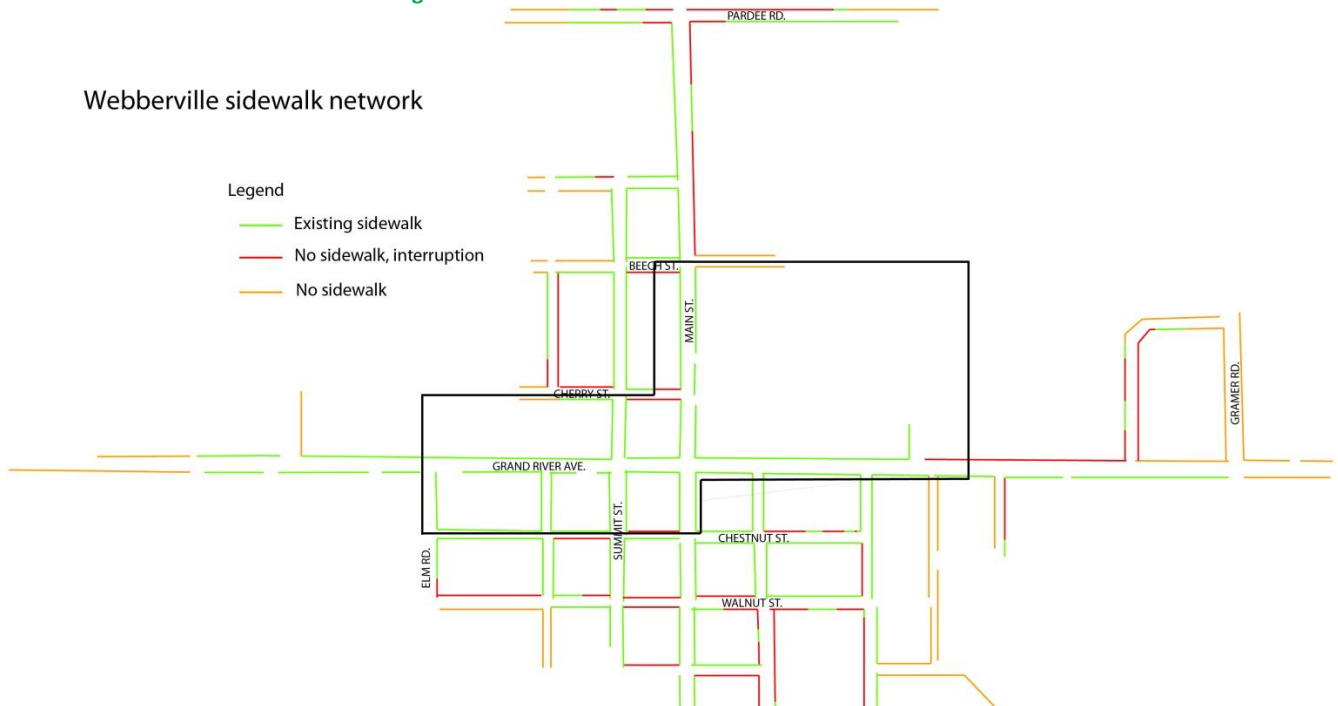 PARDEE RD.
Webberville sidewalk network
Legend
Existing sidewalk
No sidewalk, interruption
No sidewalk
BEECH ST.
MAIN ST.
GRAMER RD.
CHERRY ST.
GRAND RIVER AVE.
SUMMIT ST.
CHESTNUT ST.
ELM RD.
WALNUT ST.